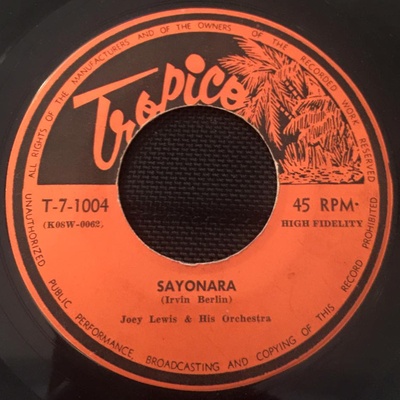 ALL RIGHTS OF THE MANUFACTURERS AND OF THE OWNERS OF THE RECORDED WORK RESERVED
Tropico
T-7-1004
(K08W-0062)
45 RPM-
HIGH FIDELITY
SAYONARA
(Irvin Berlin)
Joey Lewis & His Orchestra
UNAUTHORIZED PUBLIC PERFORMANCE, BROADCASTING AND COPYING OF THIS RECORD PROHIBITED.